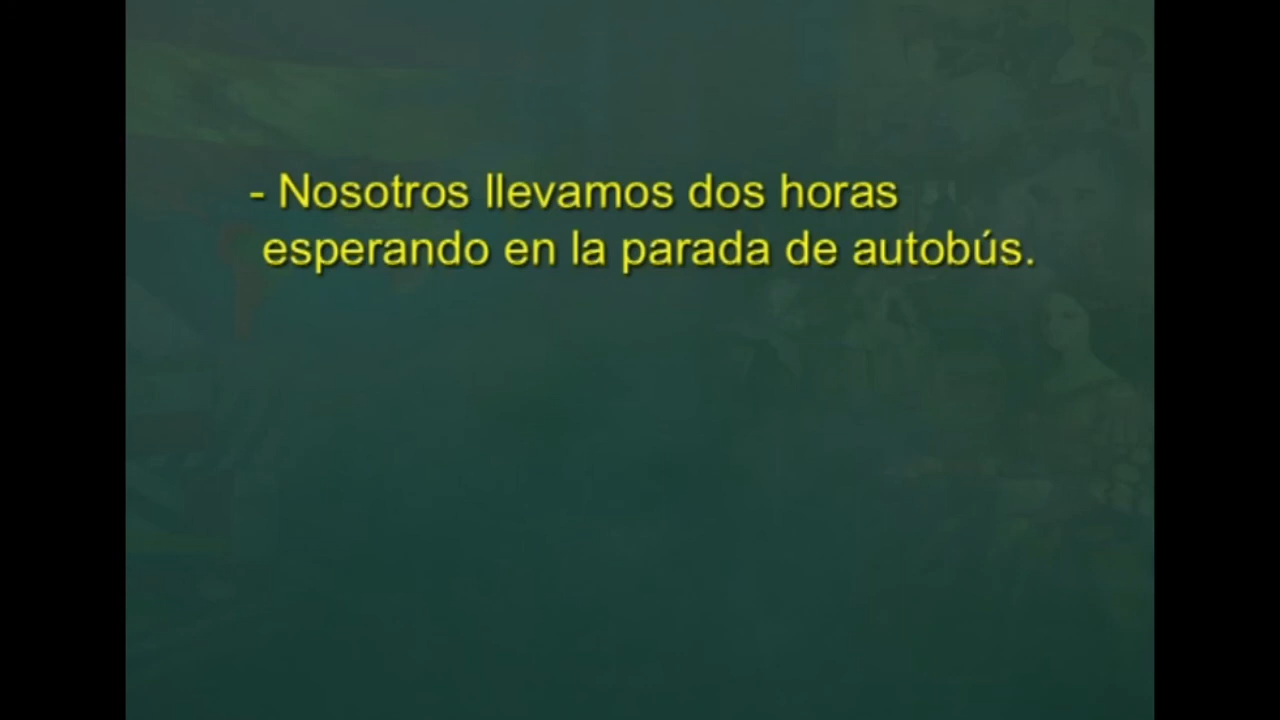 - Nosotros llevamos dos horas
esperando en la parada de autobús.